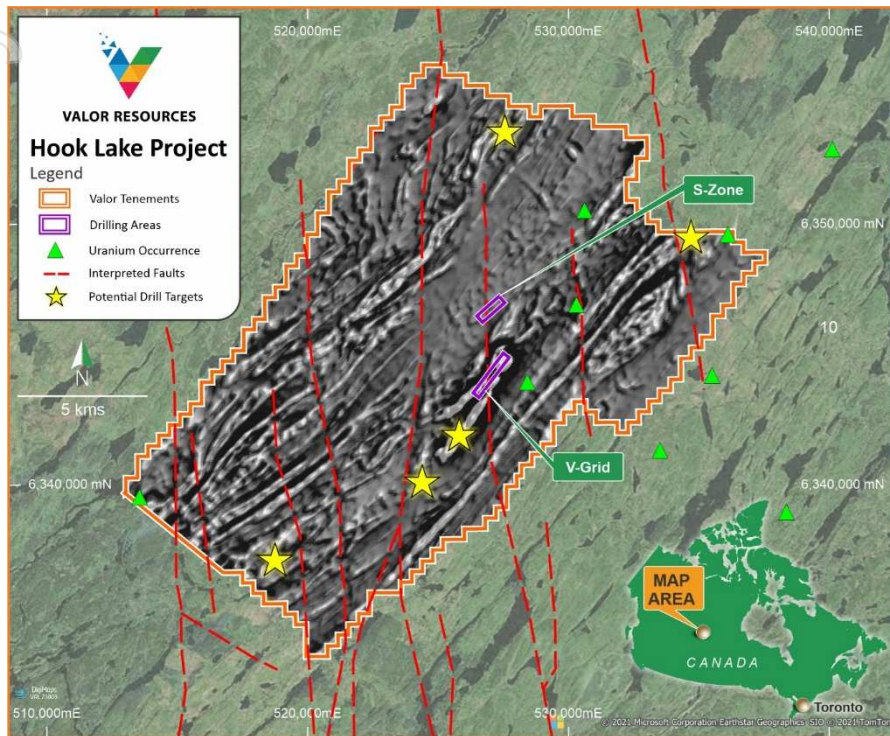 520,000mE
530,000mE
540,000mE
VALOR RESOURCES
Hook Lake Project
Legend
Valor Tenements
Drilling Areas
Uranium Occurrence
Interpreted Faults
Potential Drill Targets
N
5 kms
S-Zone
6,350,000 mN
10
V-Grid
6,340,000 mN
6,340,000 mN
MAP
AREA
CANADA
Toronto
510,000mE
520,000mE
530,000mE
© 2021 Microsoft Corporation Earthstar Geographics SIO © 2021 TomTom